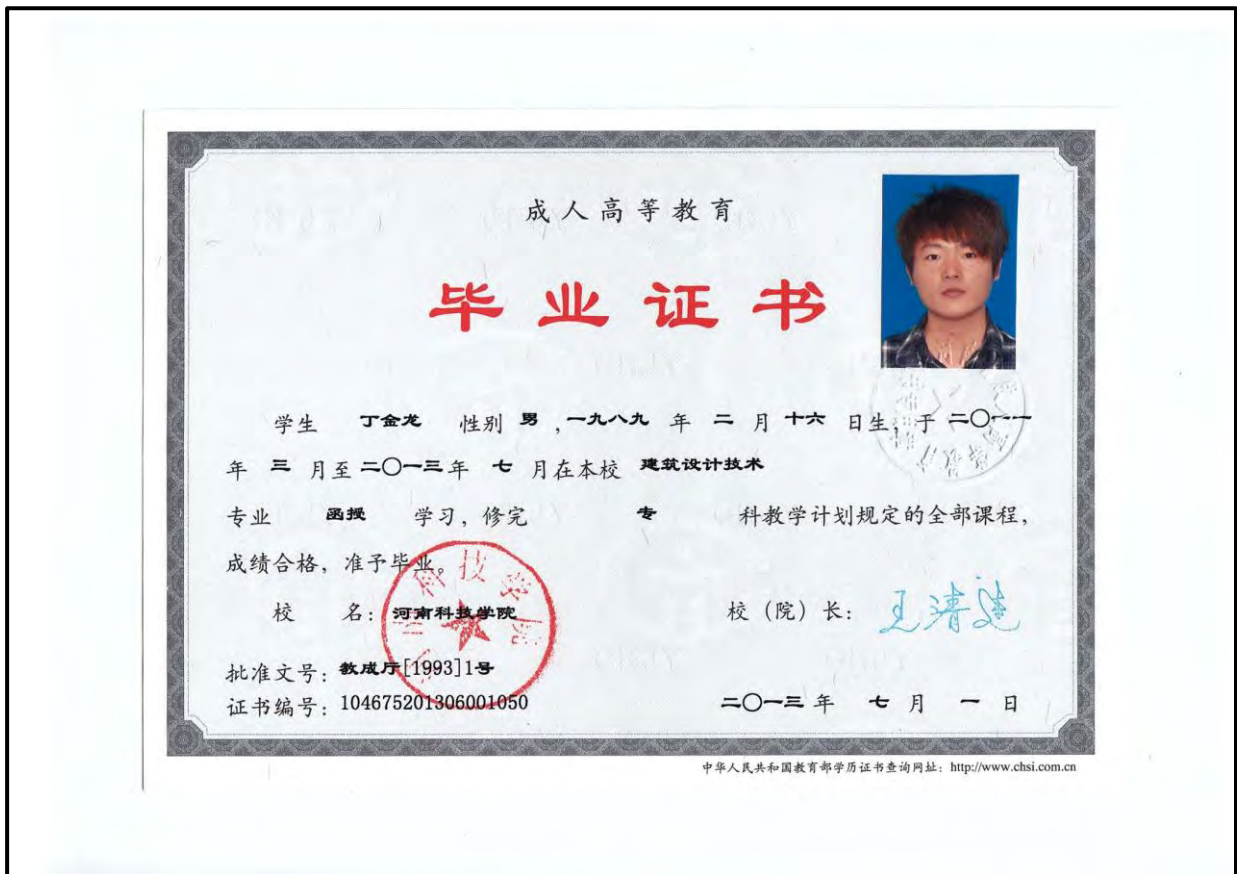 成人高等教育
毕业证书
学生 丁金龙 性别 男 ,一九八九 年 二 月 十六 日生,于 二〇一一
年 三 月至 二〇一三年 七 月在本校 建筑设计技术
专业 函授 学习,修完 专 科教学计划规定的全部课程,
成绩合格,准予毕业。
校 名:河南科技学院 校(院)长:王清连
批准文号:教成厅[1993]1号
证书编号:104675201306001050 二〇一三年 七 月 一 日
中华人民共和国教育部学历证书查询网址:http://www.chsi.com.cn